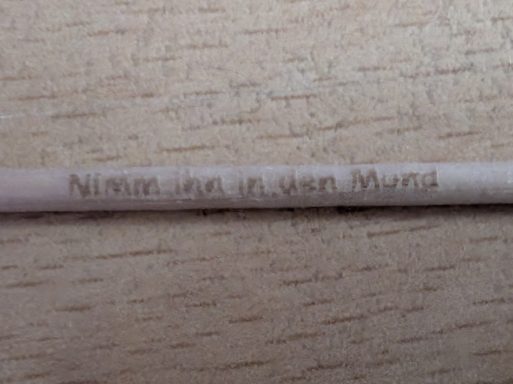 Nimm ihn in den Mund